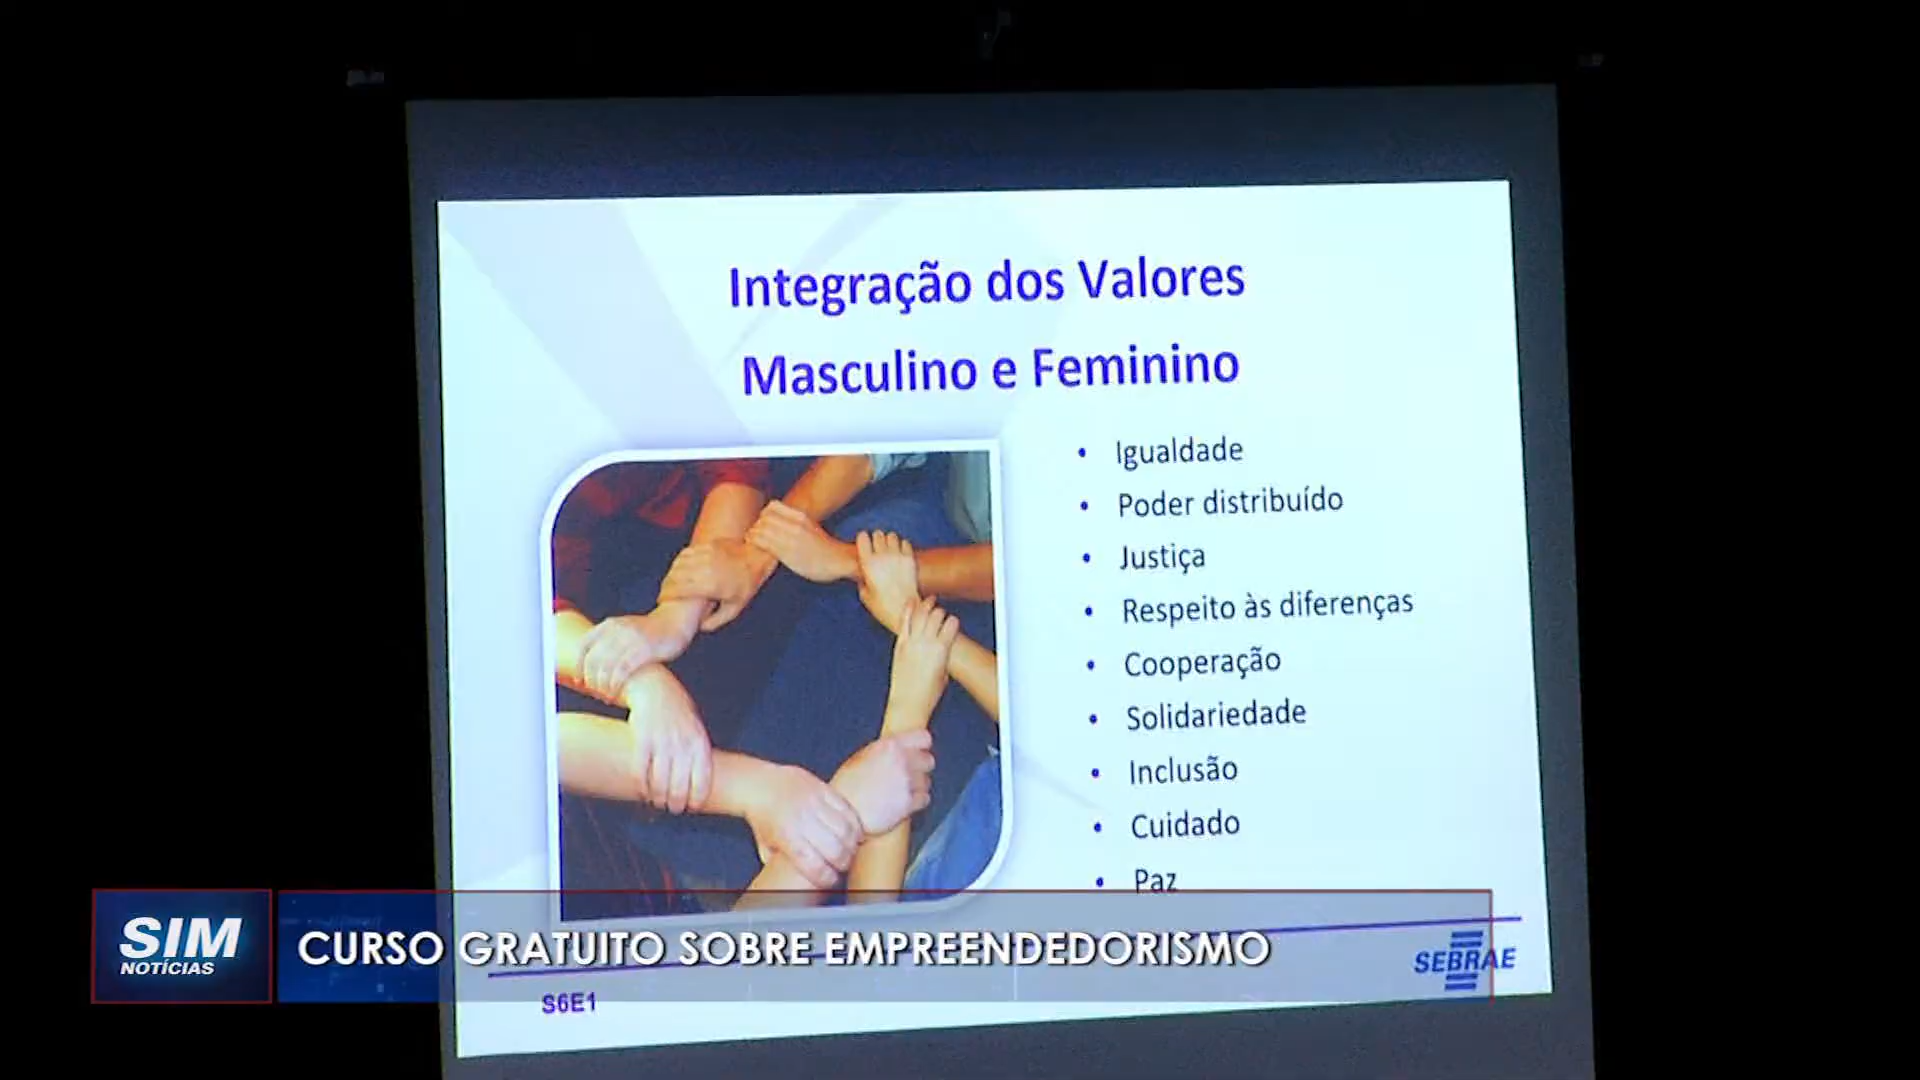 Integração dos Valores
Masculino e Feminino
• Igualdade
• Poder distribuído
• Justiça
• Respeito às diferenças
• Cooperação
• Solidariedade
• Inclusão
• Cuidado
• Paz
SIM
NOTÍCIAS
CURSO GRATUITO SOBRE EMPREENDEDORISMO
SEBRAE
S6E1